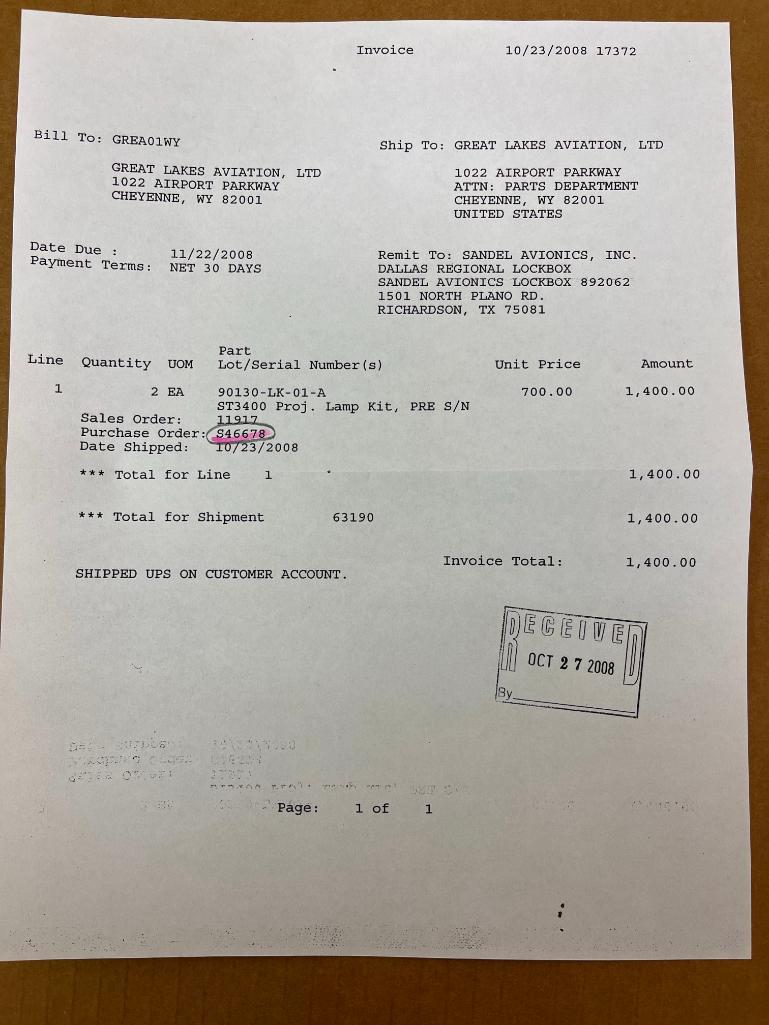 Invoice 10/23/2008 17372
Bill To: GREA01WY
Ship To: GREAT LAKES AVIATION, LTD
GREAT LAKES AVIATION, LTD
1022 AIRPORT PARKWAY
CHEYENNE, WY 82001
1022 AIRPORT PARKWAY
ATTN: PARTS DEPARTMENT
CHEYENNE, WY 82001
UNITED STATES
Date Due : 11/22/2008
Payment Terms: NET 30 DAYS
Remit To: SANDEL AVIONICS, INC.
DALLAS REGIONAL LOCKBOX
SANDEL AVIONICS LOCKBOX 892062
1501 NORTH PLANO RD.
RICHARDSON, TX 75081
Part
Line Quantity UOM Lot/Serial Number(s) Unit Price Amount
1 2 EA 90130-LK-01-A 700.00 1,400.00
ST3400 Proj. Lamp Kit, PRE S/N
Sales Order: 11917
Purchase Order: S46678
Date Shipped: 10/23/2008
*** Total for Line 1 1,400.00
*** Total for Shipment 63190 1,400.00
Invoice Total: 1,400.00
SHIPPED UPS ON CUSTOMER ACCOUNT.
RECEIVED
OCT 27 2008
By
Page: 1 of 1